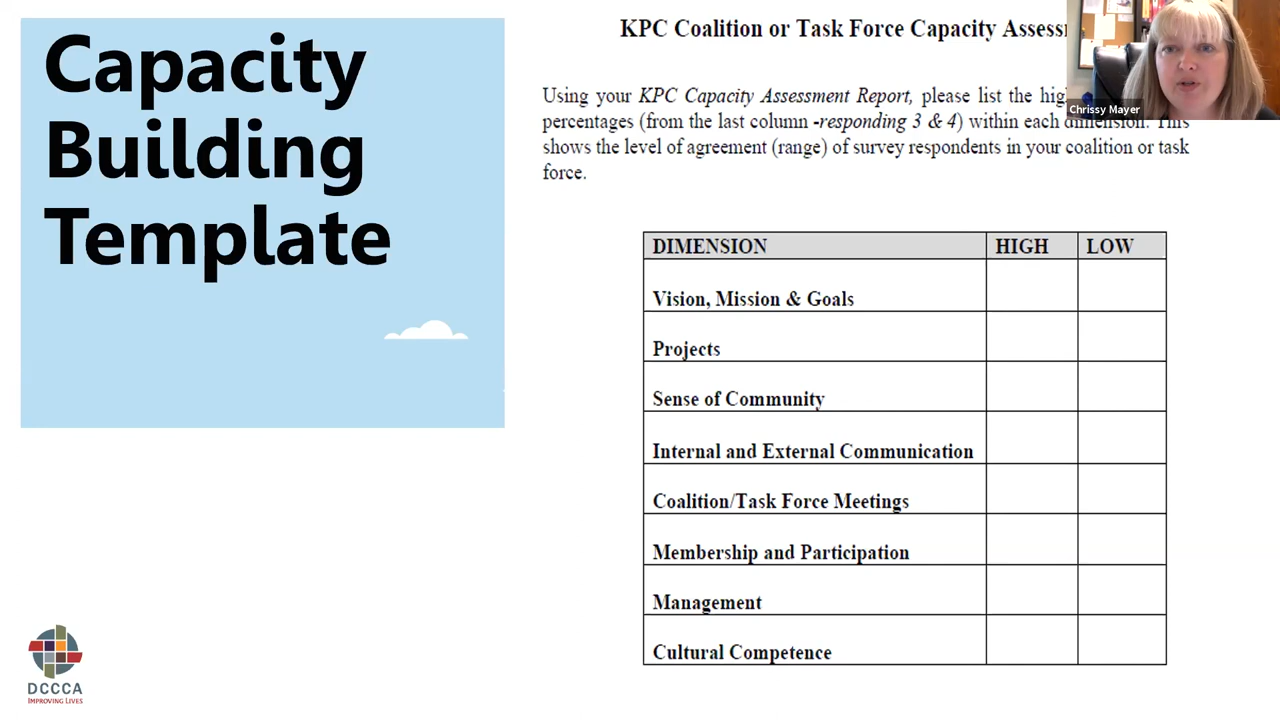 Capacity
Building
Template
KPC Coalition or Task Force Capacity
Chrissy Mayer
Using your KPC Capacity Assessment Report, please list the
percentages (from the last column -responding 3 & 4) within each dimension. This
shows the level of agreement (range) of survey respondents in your coalition or task
force.
DIMENSION HIGH LOW
Vision, Mission & Goals
Projects
Sense of Community
Internal and External Communication
Coalition/Task Force Meetings
Membership and Participation
Management
Cultural Competence
DCCCA
IMPROVING LIVES